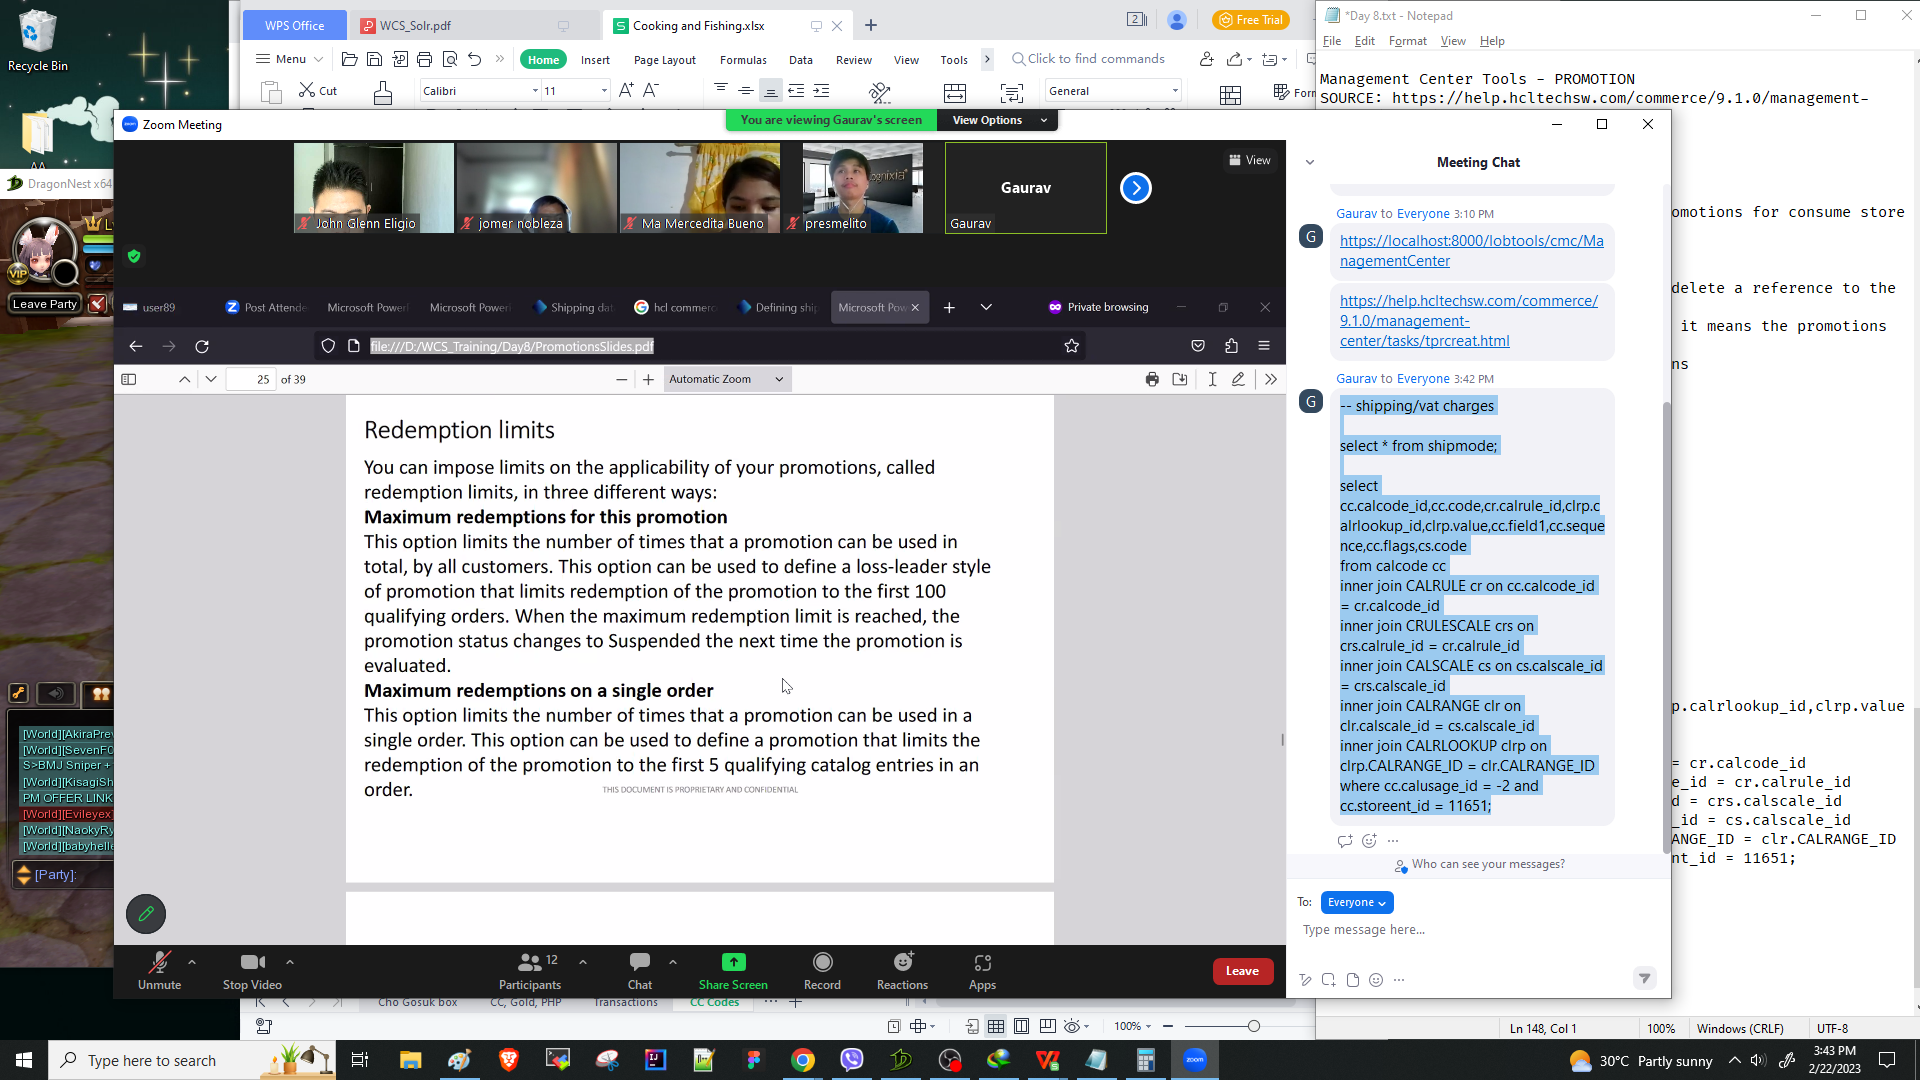 Recycle Bin
WPS Office
WCS_Solr.pdf
Cooking and Fishing.xlsx
Free Trial
Menu
Home
Insert
Page Layout
Formulas
Data
Review
View
Tools
Click to find commands
Cut
Calibri
11
General
*Day 8.txt - Notepad
File Edit Format View Help
Management Center Tools - PROMOTION
SOURCE: https://help.hcltechsw.com/commerce/9.1.0/management-
omotions for consume store
delete a reference to the
it means the promotions
ns
p.calrlookup_id,clrp.value
= cr.calcode_id
e_id = cr.calrule_id
d = crs.calscale_id
_id = cs.calscale_id
ANGE_ID = clr.CALRANGE_ID
nt_id = 11651;
Ln 148, Col 1
100%
Windows (CRLF)
UTF-8
DragonNest x64
VIP
Leave Party
[World][AkiraPre
[World][SevenFO
S>BMJ Sniper +
[World][KisagiSh
PM OFFER LINK
[World][Evileyex]
[World][NaokyRy
[World][babyhelle
[Party]:
Zoom Meeting
You are viewing Gaurav's screen
View Options
View
John Glenn Eligio
jomer nobleza
Ma Mercedita Bueno
presmelito
Gaurav
Gaurav
user89
Post Attende
Microsoft Power
Microsoft Power
Shipping dat
hcl commerc
Defining ship
Microsoft Pow
Private browsing
file:///D:/WCS_Training/Day8/PromotionsSlides.pdf
25 of 39
Automatic Zoom
Redemption limits
You can impose limits on the applicability of your promotions, called
redemption limits, in three different ways:
Maximum redemptions for this promotion
This option limits the number of times that a promotion can be used in
total, by all customers. This option can be used to define a loss-leader style
of promotion that limits redemption of the promotion to the first 100
qualifying orders. When the maximum redemption limit is reached, the
promotion status changes to Suspended the next time the promotion is
evaluated.
Maximum redemptions on a single order
This option limits the number of times that a promotion can be used in a
single order. This option can be used to define a promotion that limits the
redemption of the promotion to the first 5 qualifying catalog entries in an
order.
THIS DOCUMENT IS PROPRIETARY AND CONFIDENTIAL
Unmute
Stop Video
12
Participants
Chat
Share Screen
Record
Reactions
Apps
Leave
Meeting Chat
Gaurav to Everyone 3:10 PM
G
https://localhost:8000/lobtools/cmc/Ma
nagementCenter
https://help.hcltechsw.com/commerce/
9.1.0/management-
center/tasks/tprcreat.html
Gaurav to Everyone 3:42 PM
G
-- shipping/vat charges
select * from shipmode;
select
cc.calcode_id,cc.code,cr.calrule_id,clrp.c
alrlookup_id,clrp.value,cc.field1,cc.seque
nce,cc.flags,cs.code
from calcode cc
inner join CALRULE cr on cc.calcode_id
= cr.calcode_id
inner join CRULESCALE crs on
crs.calrule_id = cr.calrule_id
inner join CALSCALE cs on cs.calscale_id
= crs.calscale_id
inner join CALRANGE clr on
clr.calscale_id = cs.calscale_id
inner join CALRLOOKUP clrp on
clrp.CALRANGE_ID = clr.CALRANGE_ID
where cc.calusage_id = -2 and
cc.storeent_id = 11651;
Who can see your messages?
To: Everyone
Type message here...
Cho Gosuk box
CC, Gold, PHP
Transactions
CC Codes
100%
Type here to search
30°C Partly sunny
3:43 PM
2/22/2023